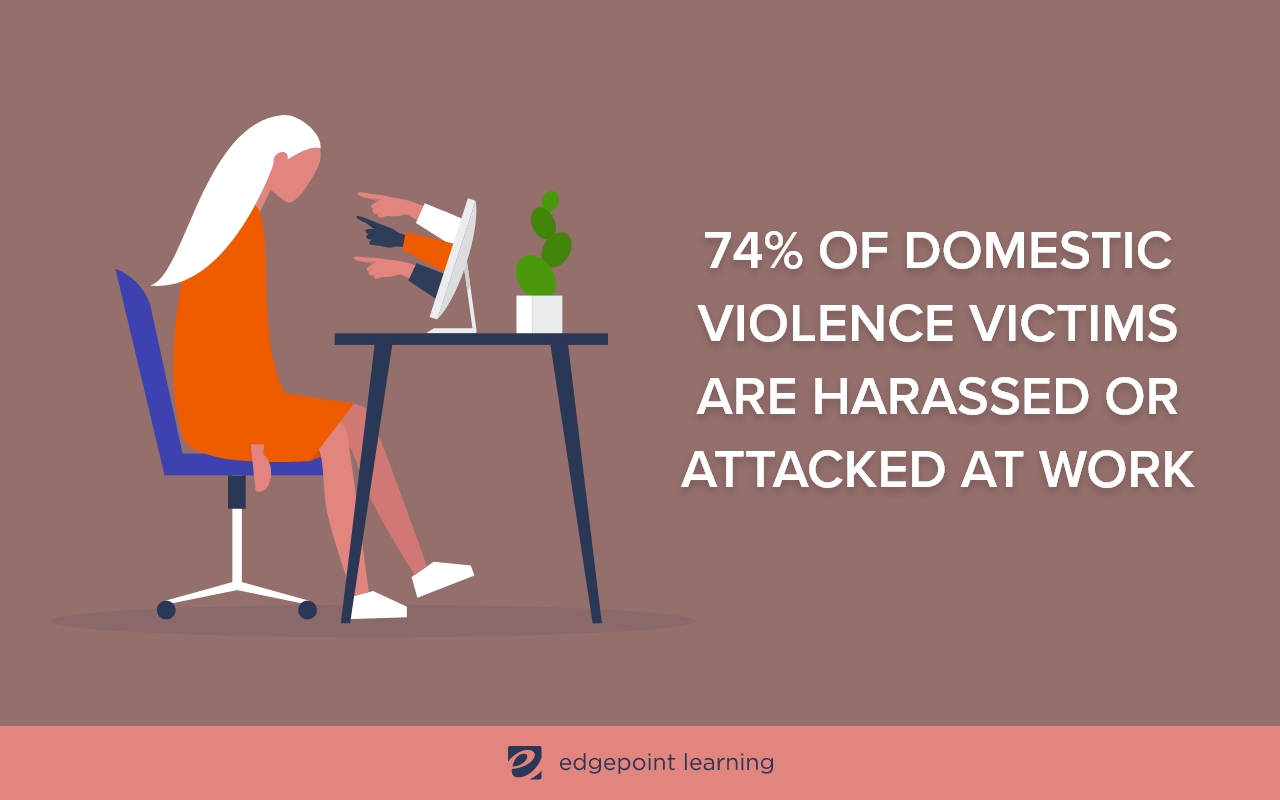 74% OF DOMESTIC
VIOLENCE VICTIMS
ARE HARASSED OR
ATTACKED AT WORK
edgepoint learning